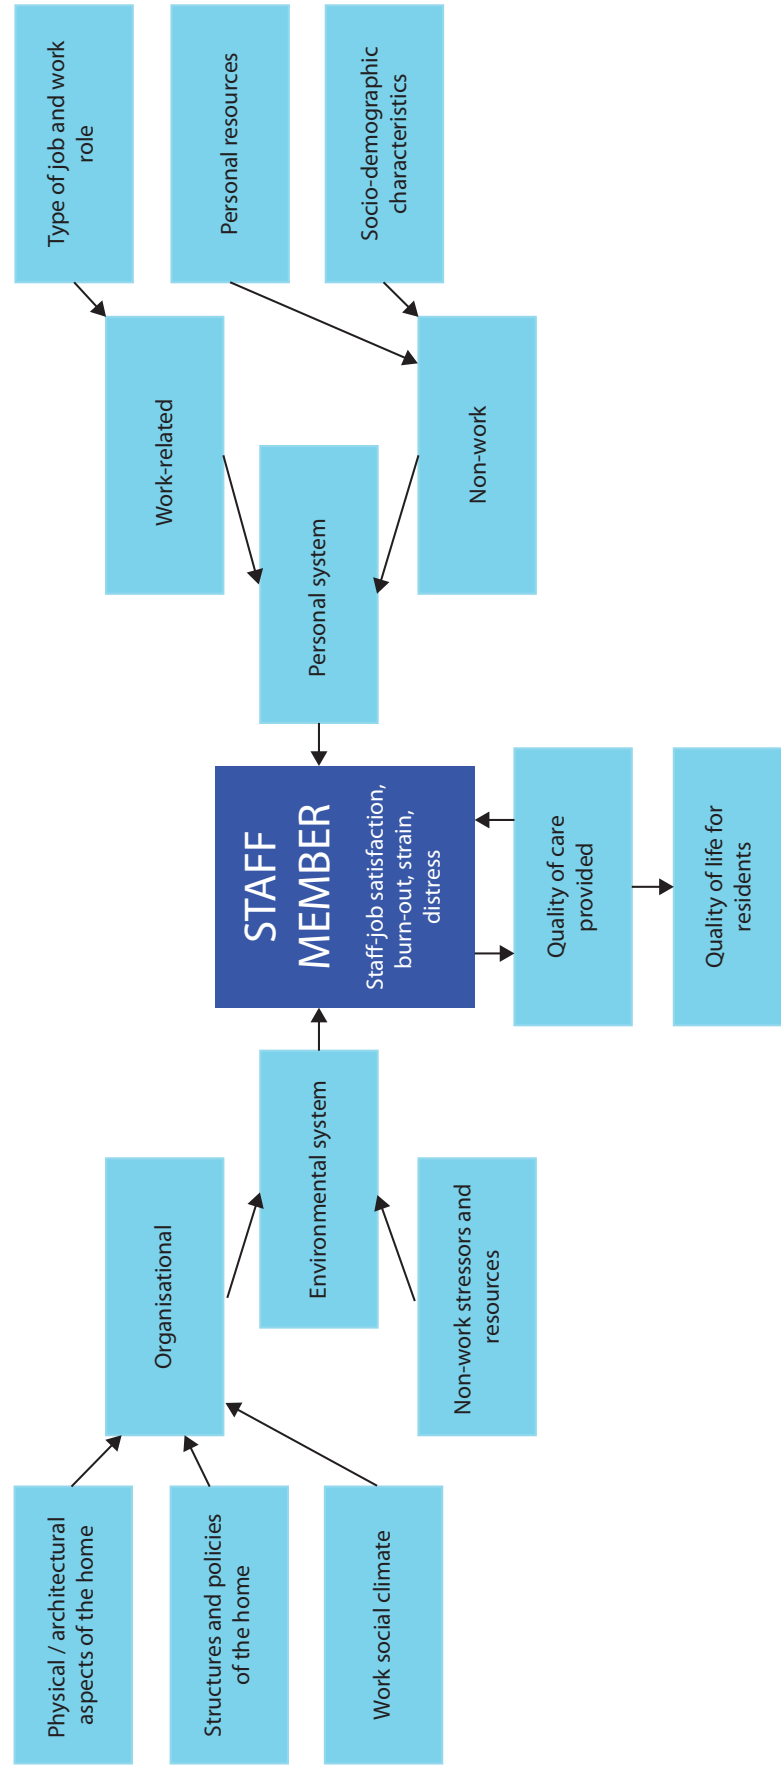 Physical / architectural
aspects of the home
Structures and policies
of the home
Work social climate
Organisational
Environmental system
Non-work stressors and
resources
STAFF
MEMBER
Staff-job satisfaction,
burn-out, strain,
distress
Quality of care
provided
Quality of life for
residents
Personal system
Work-related
Non-work
Type of job and work
role
Personal resources
Socio-demographic
characteristics